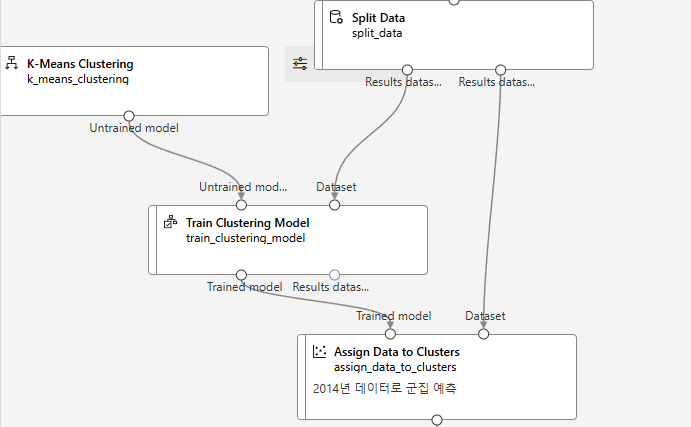 Split Data
split_data
K-Means Clustering
k_means_clustering
Results datas...
Results datas...
Untrained model
Untrained mod...
Dataset
Train Clustering Model
train_clustering_model
Trained model
Results datas...
Trained model
Dataset
Assign Data to Clusters
assign_data_to_clusters
2014년 데이터로 군집 예측